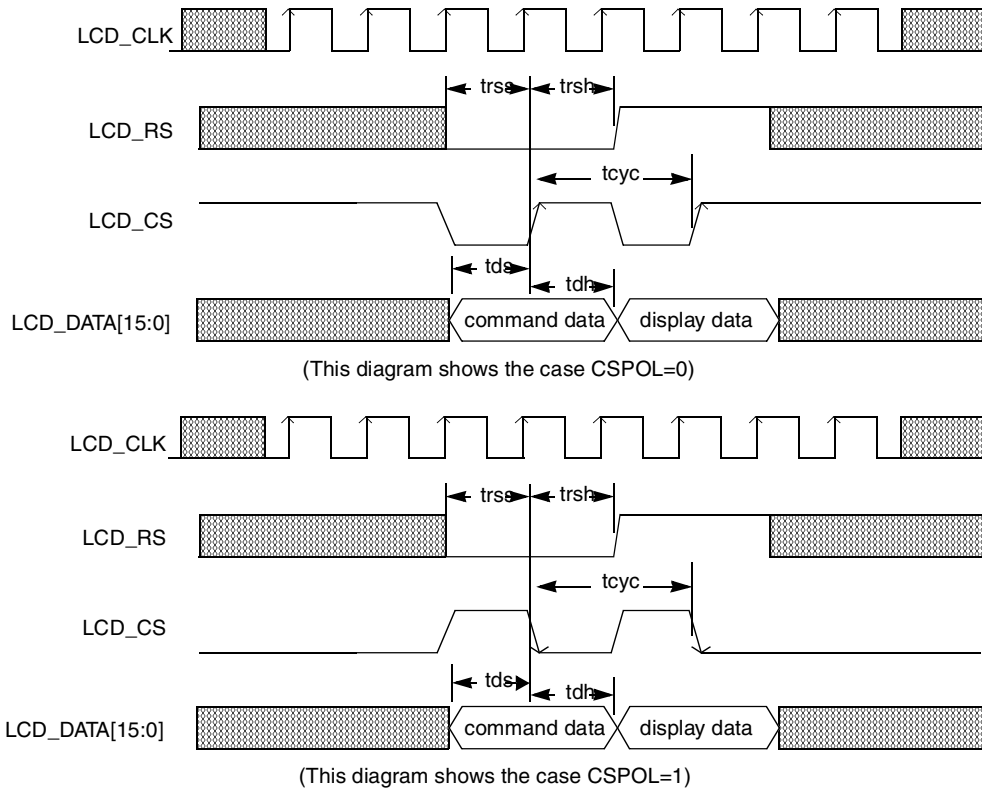 LCD_CLK
trss trsh
LCD_RS
tcyc
LCD_CS
tds
tdh
LCD_DATA[15:0] command data display data
(This diagram shows the case CSPOL=0)
LCD_CLK
trss trsh
LCD_RS
tcyc
LCD_CS
tds
tdh
LCD_DATA[15:0] command data display data
(This diagram shows the case CSPOL=1)